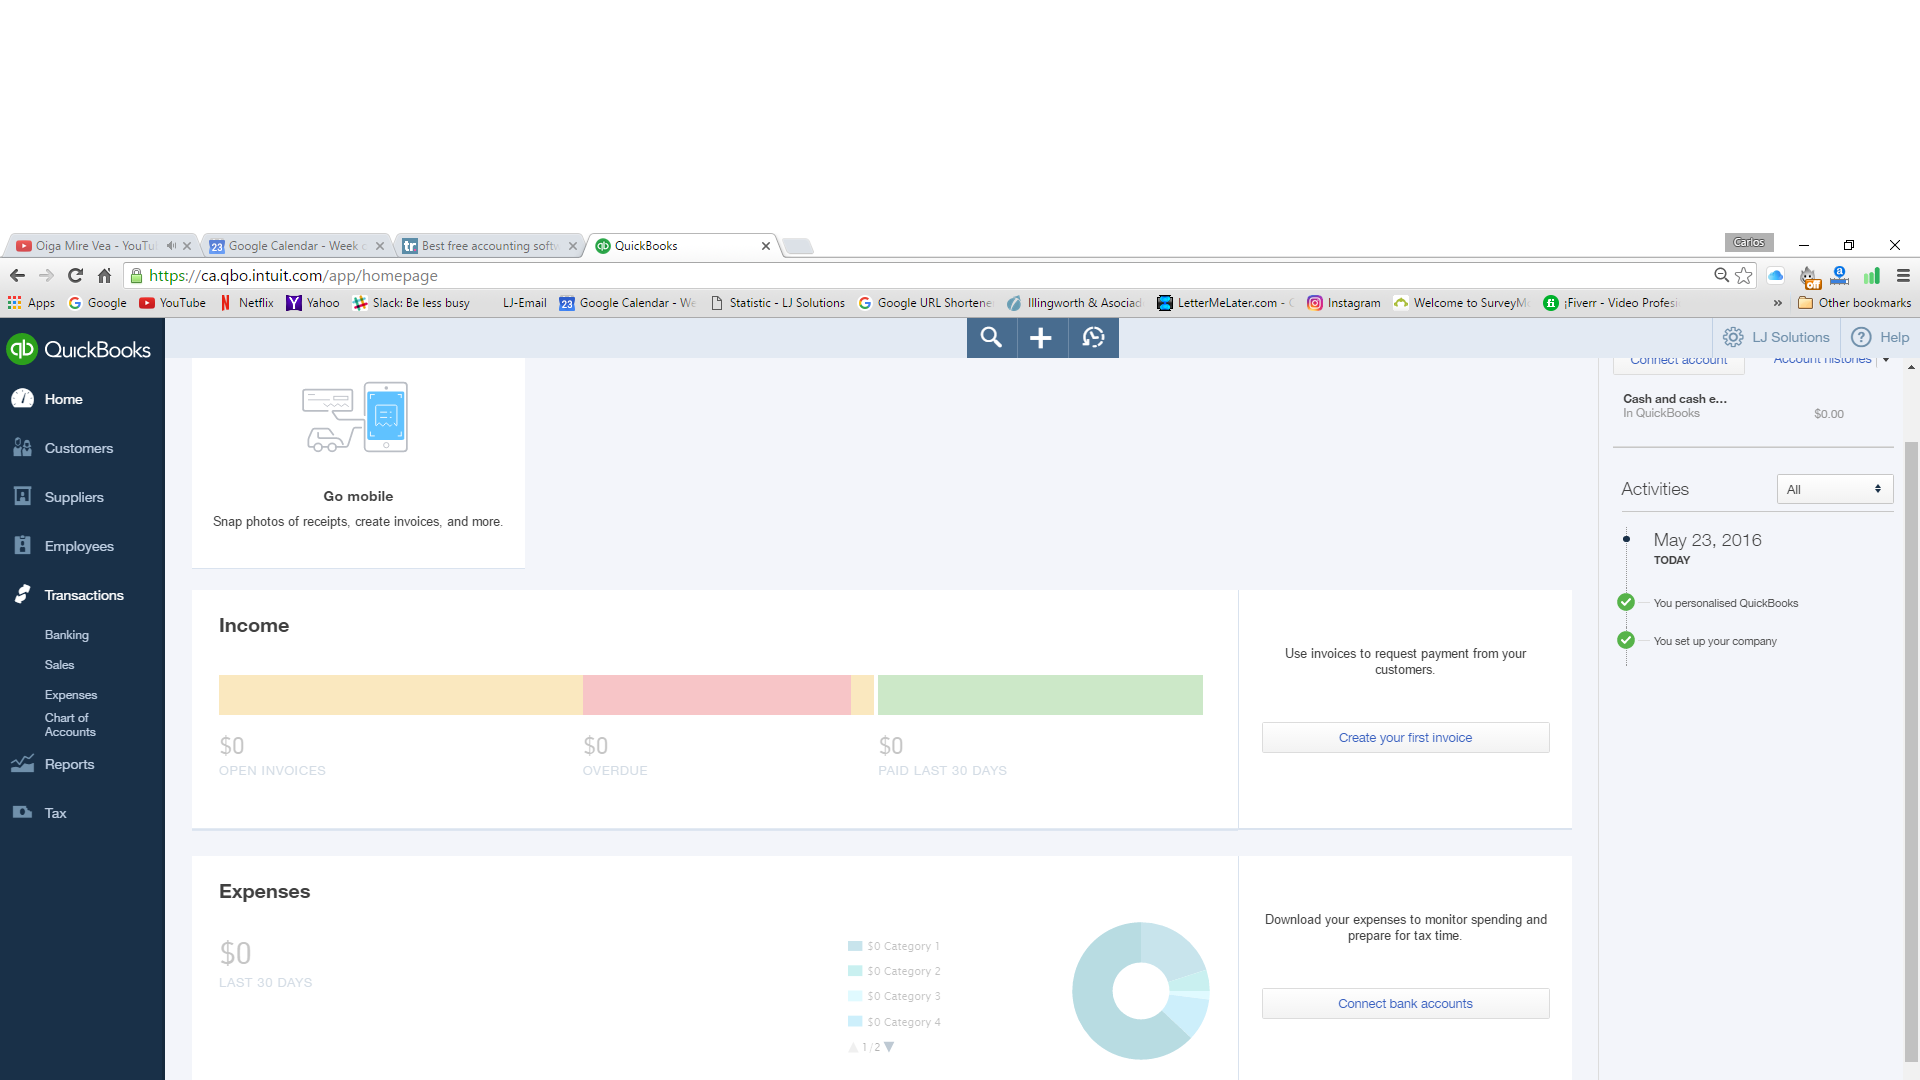 Oiga Mire Vea - YouTu
Google Calendar - Week o
Best free accounting softw
QuickBooks
Carlos
https://ca.qbo.intuit.com/app/homepage
Apps
Google
YouTube
Netflix
Yahoo
Slack: Be less busy
LJ-Email
Google Calendar - We
Statistic - LJ Solutions
Google URL Shortene
Illingworth & Asociad
LetterMeLater.com - C
Instagram
Welcome to SurveyMo
¡Fiverr - Video Profesi
»
Other bookmarks
qb QuickBooks
LJ Solutions
Help
Home
Customers
Suppliers
Employees
Transactions
Banking
Sales
Expenses
Chart of
Accounts
Reports
Tax
Go mobile
Snap photos of receipts, create invoices, and more.
Income
$0
OPEN INVOICES
$0
OVERDUE
$0
PAID LAST 30 DAYS
Use invoices to request payment from your
customers.
Create your first invoice
Expenses
$0
LAST 30 DAYS
$0 Category 1
$0 Category 2
$0 Category 3
$0 Category 4
1/2
Download your expenses to monitor spending and
prepare for tax time.
Connect bank accounts
Connect account
Account histories
Cash and cash e...
In QuickBooks
$0.00
Activities
All
May 23, 2016
TODAY
You personalised QuickBooks
You set up your company